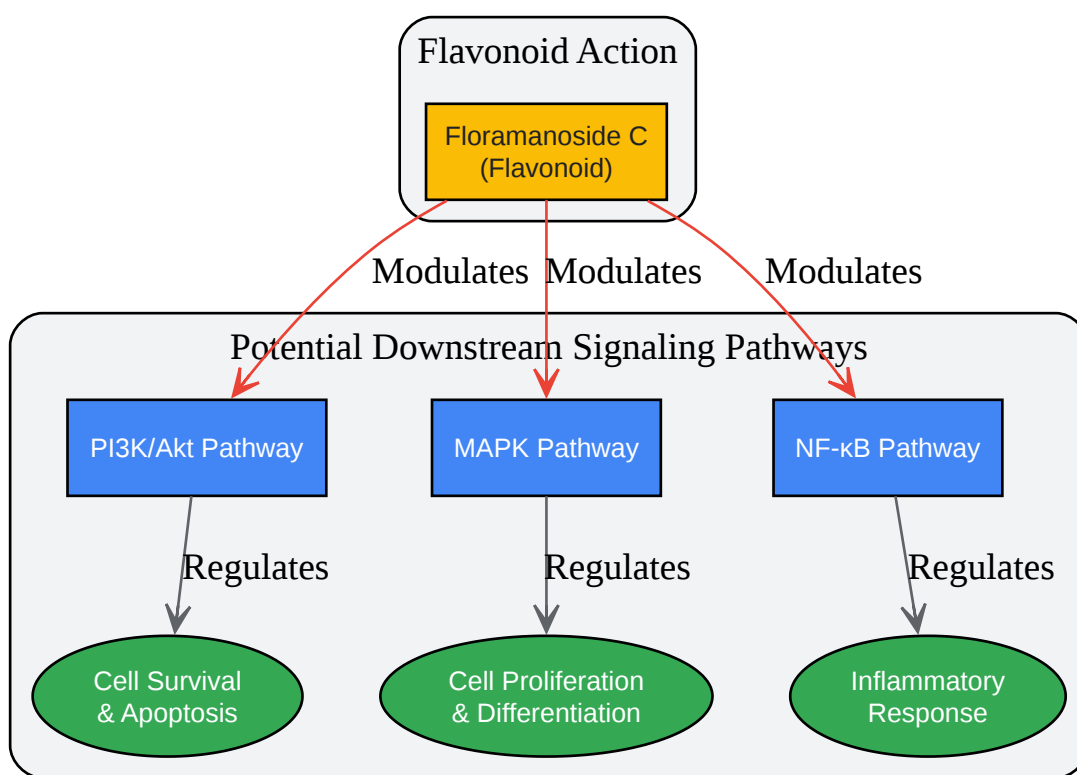 Flavonoid Action
Floramanoside C
(Flavonoid)
Modulates
Modulates
Modulates
Potential Downstream Signaling Pathways
PI3K/Akt Pathway
MAPK Pathway
NF-κB Pathway
Regulates
Regulates
Regulates
Cell Survival
& Apoptosis
Cell Proliferation
& Differentiation
Inflammatory
Response